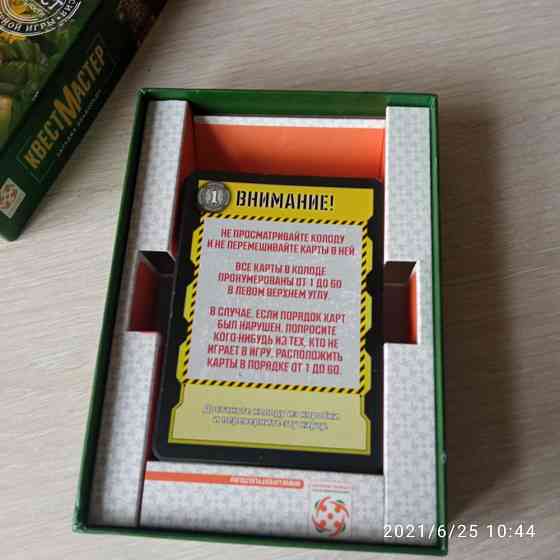 КВЕСТМАСТЕР
1
ВНИМАНИЕ!
НЕ ПРОСМАТРИВАЙТЕ КОЛОДУ
И НЕ ПЕРЕМЕШИВАЙТЕ КАРТЫ В НЕЙ.
ВСЕ КАРТЫ В КОЛОДЕ
ПРОНУМЕРОВАНЫ ОТ 1 ДО 60
В ЛЕВОМ ВЕРХНЕМ УГЛУ.
В СЛУЧАЕ, ЕСЛИ ПОРЯДОК КАРТ
БЫЛ НАРУШЕН, ПОПРОСИТЕ
КОГО-НИБУДЬ ИЗ ТЕХ, КТО НЕ
ИГРАЕТ В ИГРУ, РАСПОЛОЖИТЬ
КАРТЫ В ПОРЯДКЕ ОТ 1 ДО 60.
Достаньте колоду из коробки
и переверните эту карту.
2021/6/25 10:44